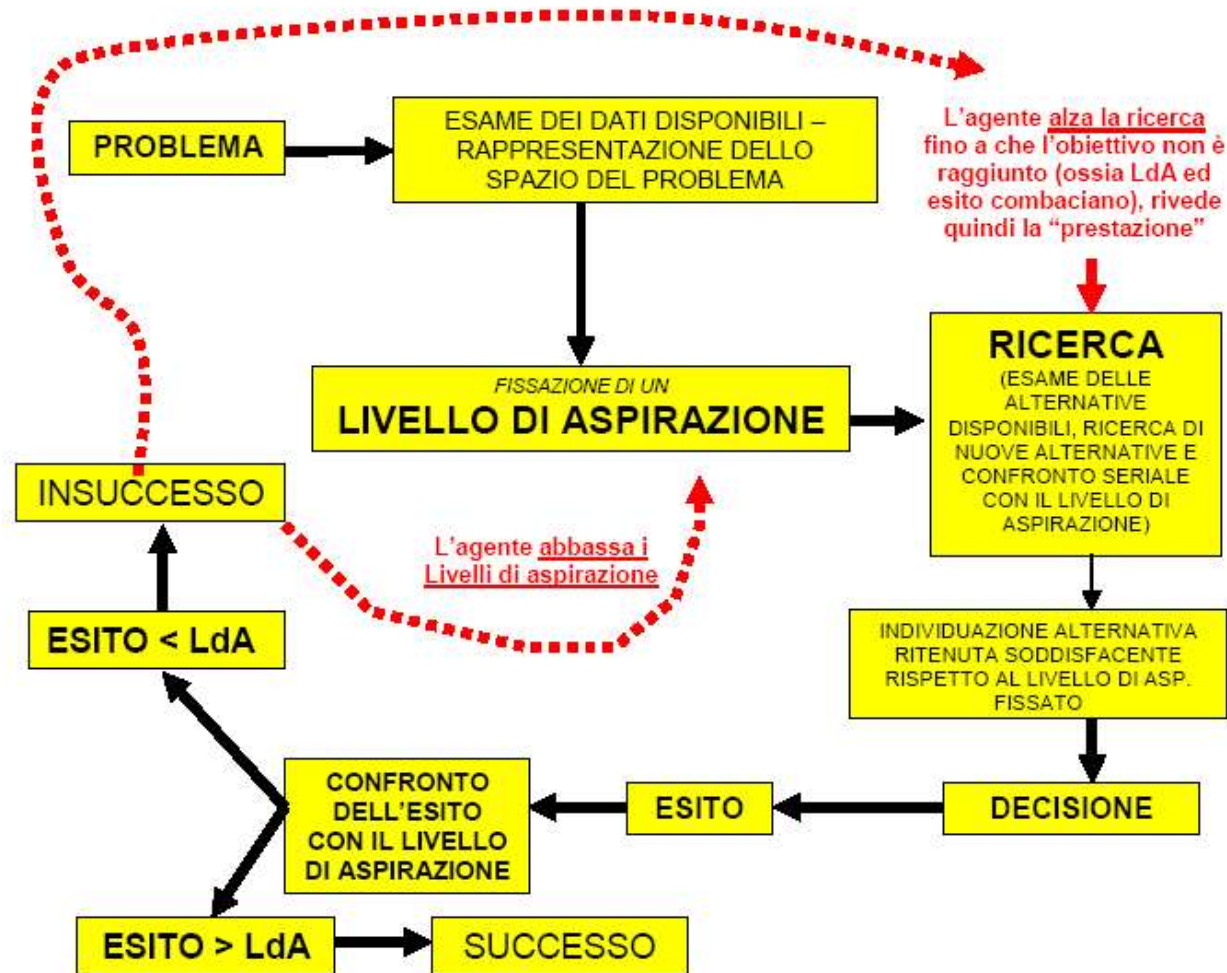 PROBLEMA
ESAME DEI DATI DISPONIBILI –
RAPPRESENTAZIONE DELLO
SPAZIO DEL PROBLEMA
L'agente alza la ricerca
fino a che l'obiettivo non è
raggiunto (ossia LdA ed
esito combaciano), rivede
quindi la "prestazione"
FISSAZIONE DI UN
LIVELLO DI ASPIRAZIONE
RICERCA
(ESAME DELLE
ALTERNATIVE
DISPONIBILI, RICERCA DI
NUOVE ALTERNATIVE E
CONFRONTO SERIALE
CON IL LIVELLO DI
ASPIRAZIONE)
INSUCCESSO
L'agente abbassa i
Livelli di aspirazione
ESITO < LdA
INDIVIDUAZIONE ALTERNATIVA
RITENUTA SODDISFACENTE
RISPETTO AL LIVELLO DI ASP.
FISSATO
CONFRONTO
DELL'ESITO
CON IL LIVELLO
DI ASPIRAZIONE
ESITO
DECISIONE
ESITO > LdA
SUCCESSO